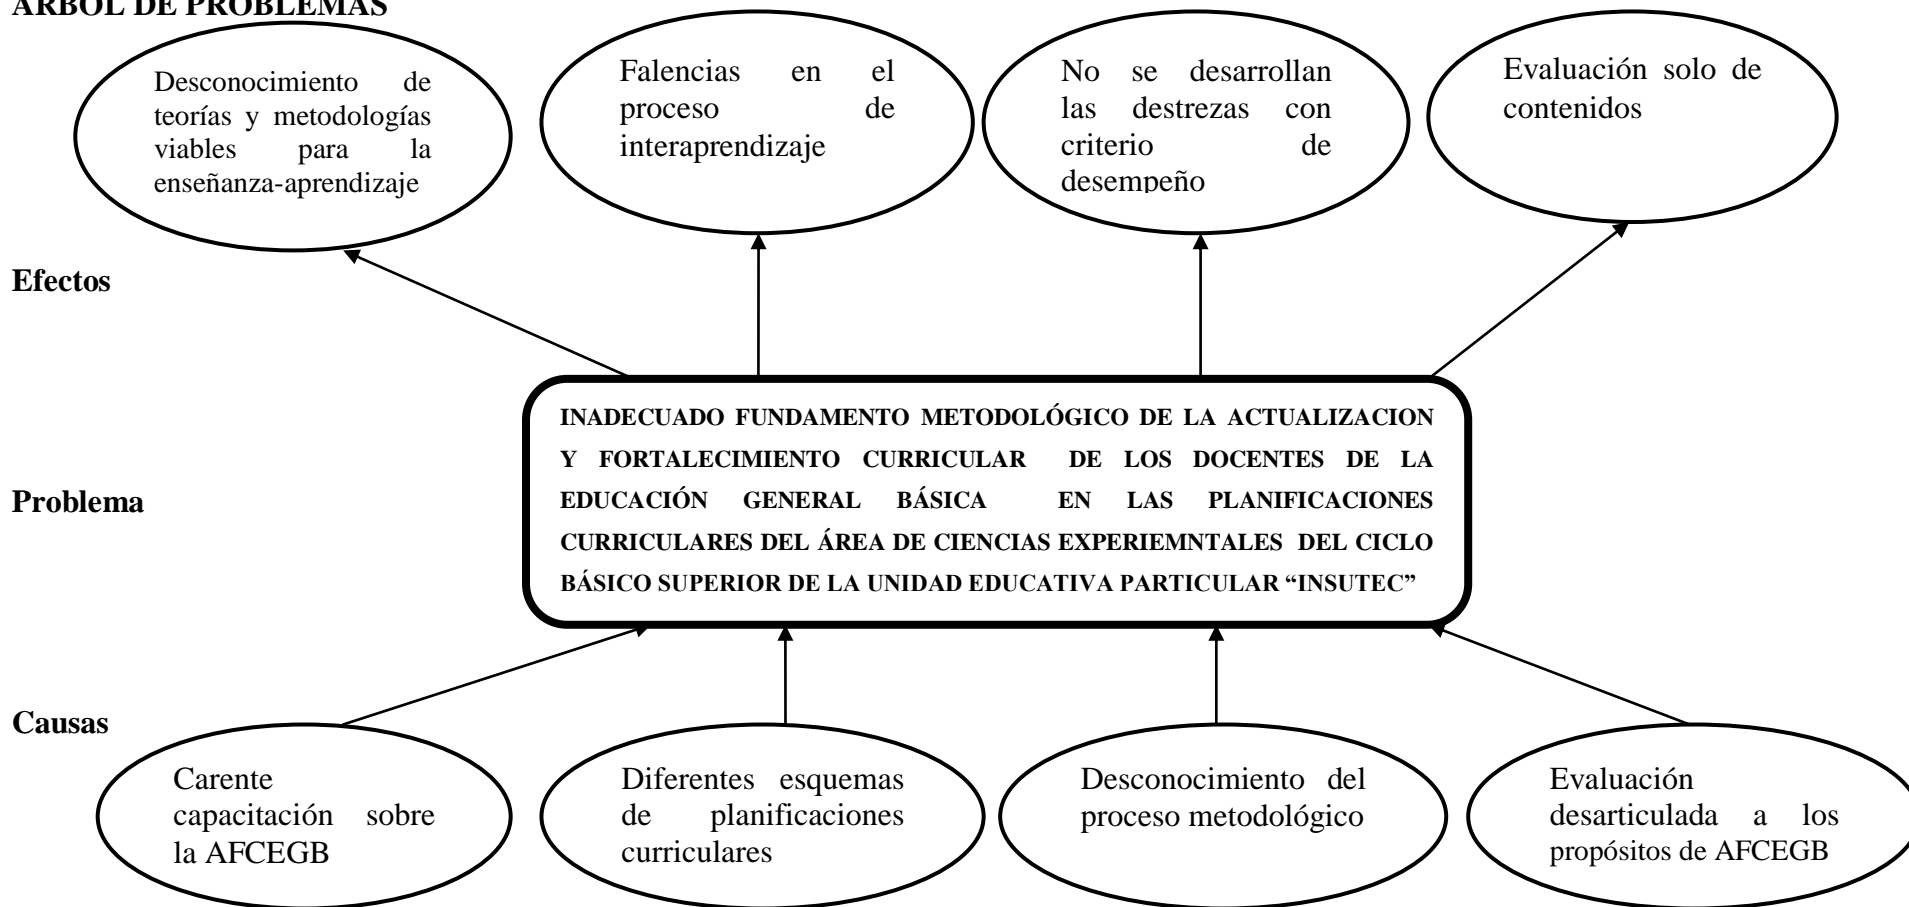 ÁRBOL DE PROBLEMAS
Desconocimiento de
teorías y metodologías
viables para la
enseñanza-aprendizaje
Falencias en el
proceso de
interaprendizaje
No se desarrollan
las destrezas con
criterio de
desempeño
Evaluación solo de
contenidos
Efectos
Problema
INADECUADO FUNDAMENTO METODOLÓGICO DE LA ACTUALIZACION
Y FORTALECIMIENTO CURRICULAR DE LOS DOCENTES DE LA
EDUCACIÓN GENERAL BÁSICA EN LAS PLANIFICACIONES
CURRICULARES DEL ÁREA DE CIENCIAS EXPERIEMNTALES DEL CICLO
BÁSICO SUPERIOR DE LA UNIDAD EDUCATIVA PARTICULAR “INSUTEC”
Causas
Carente
capacitación sobre
la AFCEGB
Diferentes esquemas
de planificaciones
curriculares
Desconocimiento del
proceso metodológico
Evaluación
desarticulada a los
propósitos de AFCEGB